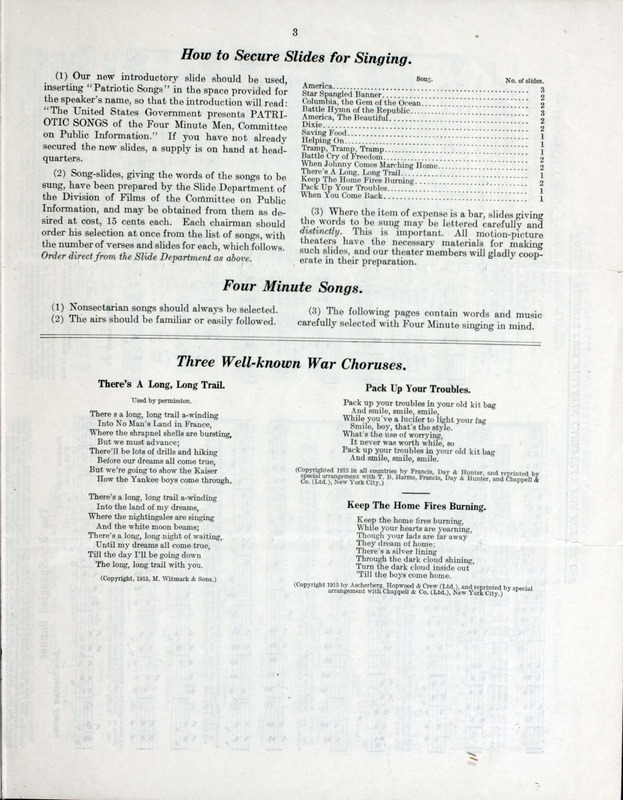 3
How to Secure Slides for Singing.
(1) Our new introductory slide should be used,
inserting "Patriotic Songs" in the space provided for
the speaker's name, so that the introduction will read:
"The United States Government presents PATRI-
OTIC SONGS of the Four Minute Men, Committee
on Public Information." If you have not already
secured the new slides, a supply is on hand at head-
quarters.
(2) Song-slides, giving the words of the songs to be
sung, have been prepared by the Slide Department of
the Division of Films of the Committee on Public
Information, and may be obtained from them as de-
sired at cost, 15 cents each. Each chairman should
order his selection at once from the list of songs, with
the number of verses and slides for each, which follows.
Order direct from the Slide Department as above.
Song. No. of slides.
America 3
Star Spangled Banner 2
Columbia, the Gem of the Ocean 2
Battle Hymn of the Republic 3
America, The Beautiful 2
Dixie 2
Saving Food 1
Helping On 1
Tramp, Tramp, Tramp 1
Battle Cry of Freedom 2
When Johnny Comes Marching Home 2
There's A Long, Long Trail 1
Keep The Home Fires Burning 2
Pack Up Your Troubles 1
When You Come Back 1
(3) Where the item of expense is a bar, slides giving
the words to be sung may be lettered carefully and
distinctly. This is important. All motion-picture
theaters have the necessary materials for making
such slides, and our theater members will gladly coop-
erate in their preparation.
Four Minute Songs.
(1) Nonsectarian songs should always be selected.
(2) The airs should be familiar or easily followed.
(3) The following pages contain words and music
carefully selected with Four Minute singing in mind.
Three Well-known War Choruses.
There's A Long, Long Trail.
Used by permission.
There s a long, long trail a-winding
Into No Man's Land in France,
Where the shrapnel shells are bursting,
But we must advance;
There'll be lots of drills and hiking
Before our dreams all come true,
But we're going to show the Kaiser
How the Yankee boys come through.
There's a long, long trail a-winding
Into the land of my dreams,
Where the nightingales are singing
And the white moon beams;
There's a long, long night of waiting,
Until my dreams all come true,
Till the day I'll be going down
The long, long trail with you.
(Copyright, 1915, M. Witmark & Sons.)
Pack Up Your Troubles.
Pack up your troubles in your old kit bag
And smile, smile, smile,
While you've a lucifer to light your fag
Smile, boy, that's the style.
What's the use of worrying,
It never was worth while, so
Pack up your troubles in your old kit bag
And smile, smile, smile.
(Copyrighted 1915 in all countries by Francis, Day & Hunter, and reprinted by
special arrangement with T. B. Harms, Francis, Day & Hunter, and Chappell &
Co. (Ltd.), New York City.)
Keep The Home Fires Burning.
Keep the home fires burning,
While your hearts are yearning,
Though your lads are far away
They dream of home;
There's a silver lining
Through the dark cloud shining,
Turn the dark cloud inside out
'Till the boys come home.
(Copyright 1915 by Ascherberg, Hopwood & Crew (Ltd.), and reprinted by special
arrangement with Chappell & Co. (Ltd.), New York City.)